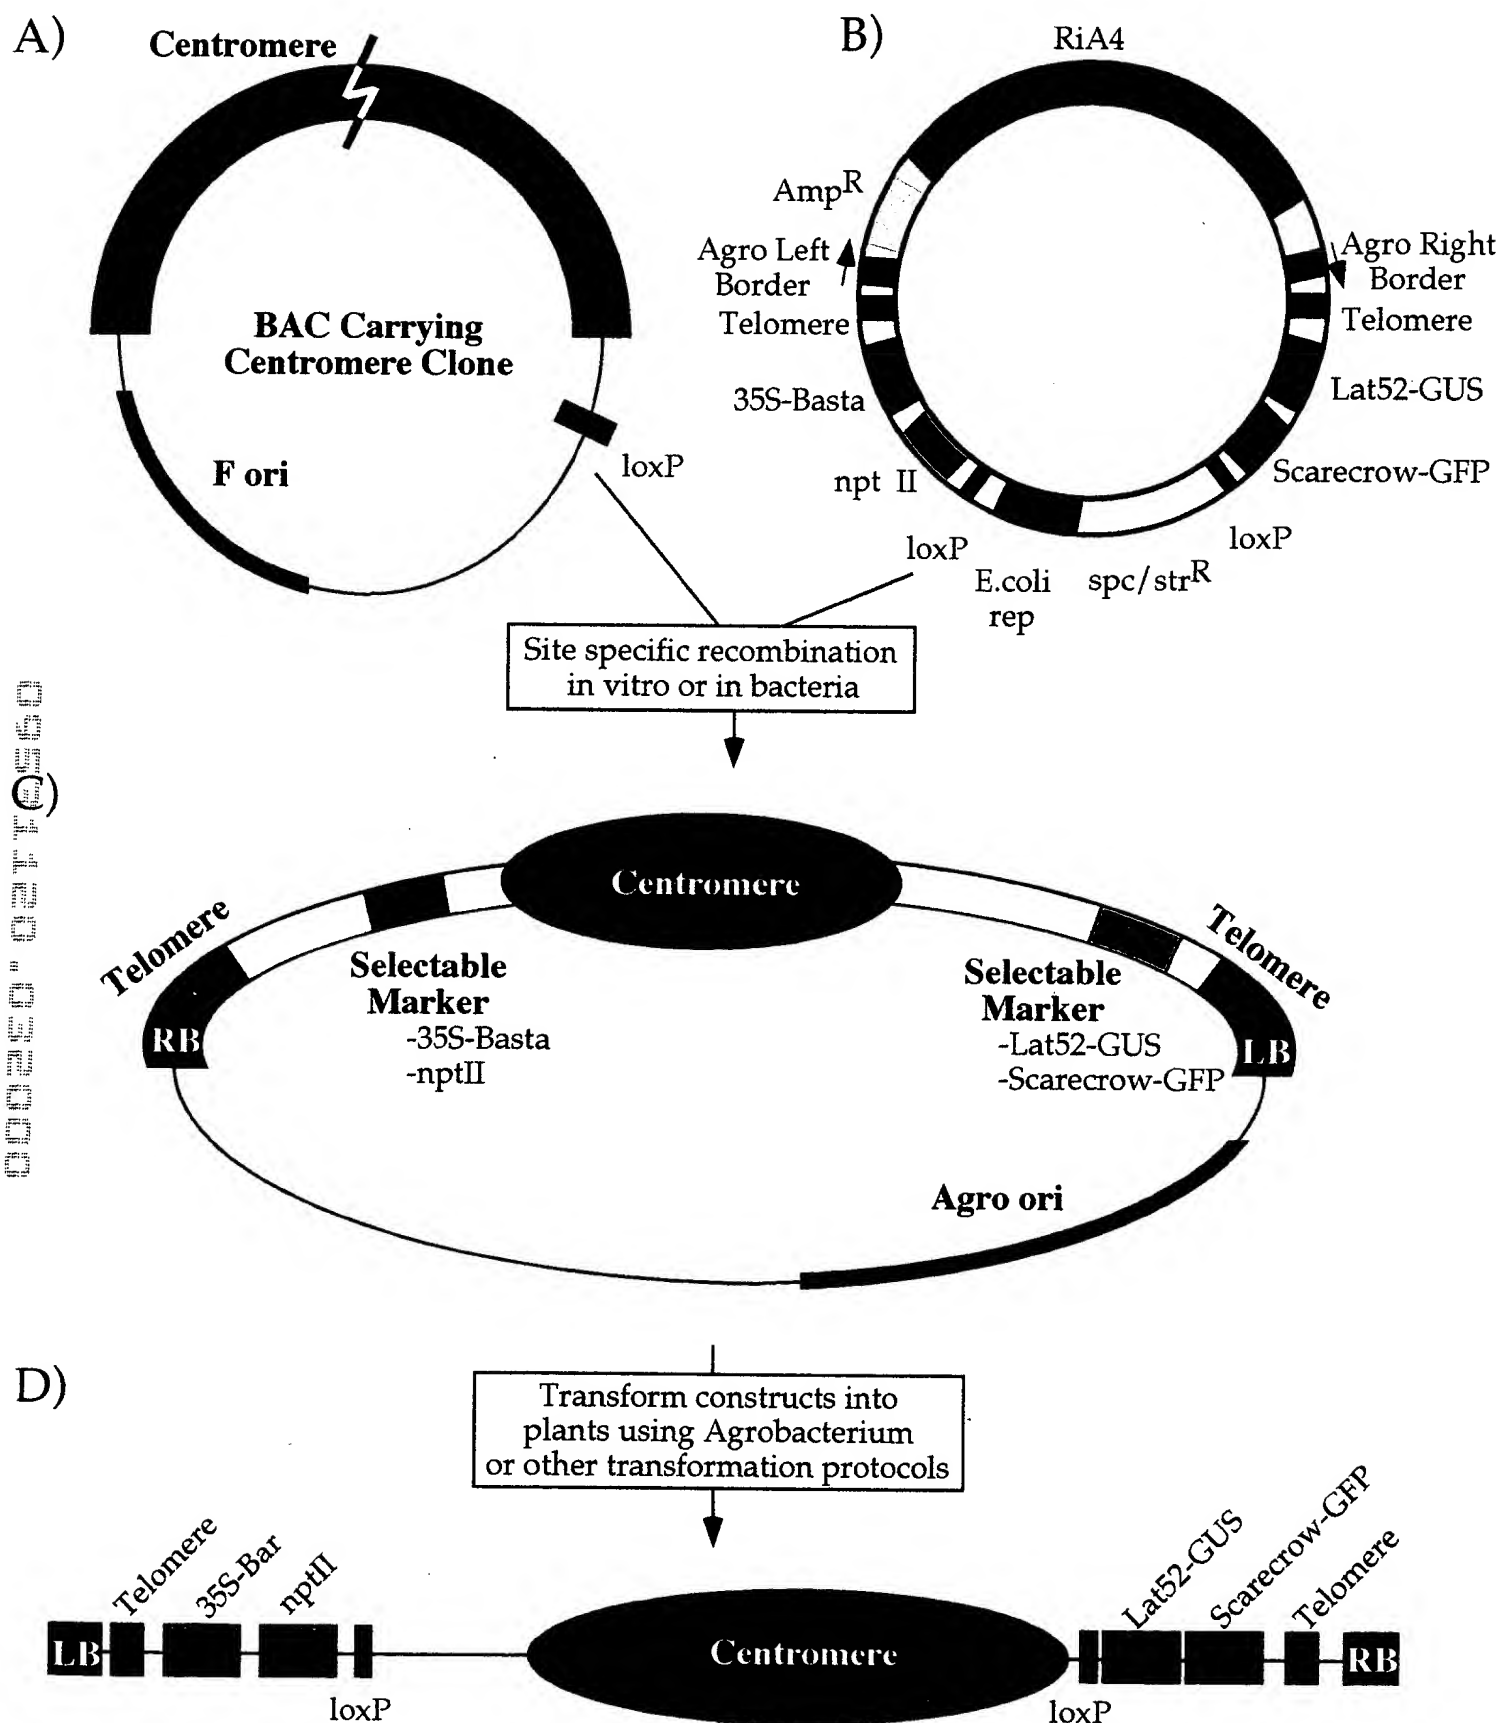 A)
Centromere
BAC Carrying
Centromere Clone
F ori
loxP
B)
RiA4
AmpR
Agro Left
Border
Telomere
35S-Basta
npt II
loxP
E.coli
rep
spc/strR
loxP
Scarecrow-GFP
Lat52-GUS
Telomere
Agro Right
Border
Site specific recombination
in vitro or in bacteria
C)
Centromere
Telomere
RB
Selectable
Marker
-35S-Basta
-nptII
Selectable
Marker
-Lat52-GUS
-Scarecrow-GFP
Telomere
LB
Agro ori
D)
Transform constructs into
plants using Agrobacterium
or other transformation protocols
LB
Telomere
35S-Bar
nptII
loxP
Centromere
loxP
Lat52-GUS
Scarecrow-GFP
Telomere
RB